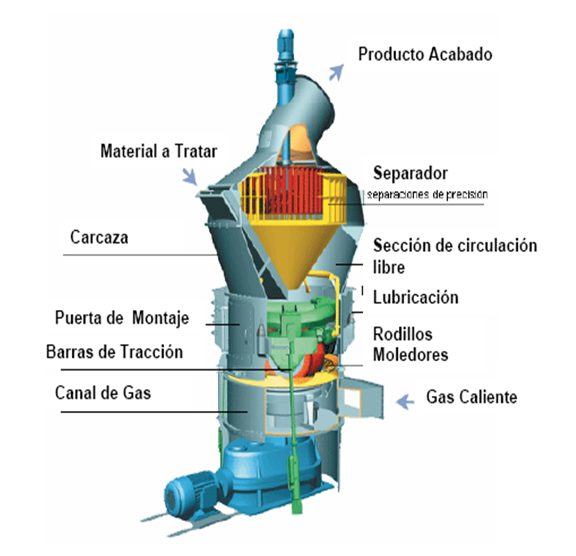 Producto Acabado
Material a Tratar
Separador
separaciones de precisión
Carcaza
Sección de circulación
libre
Lubricación
Puerta de Montaje
Rodillos
Moledores
Barras de Tracción
Canal de Gas
Gas Caliente